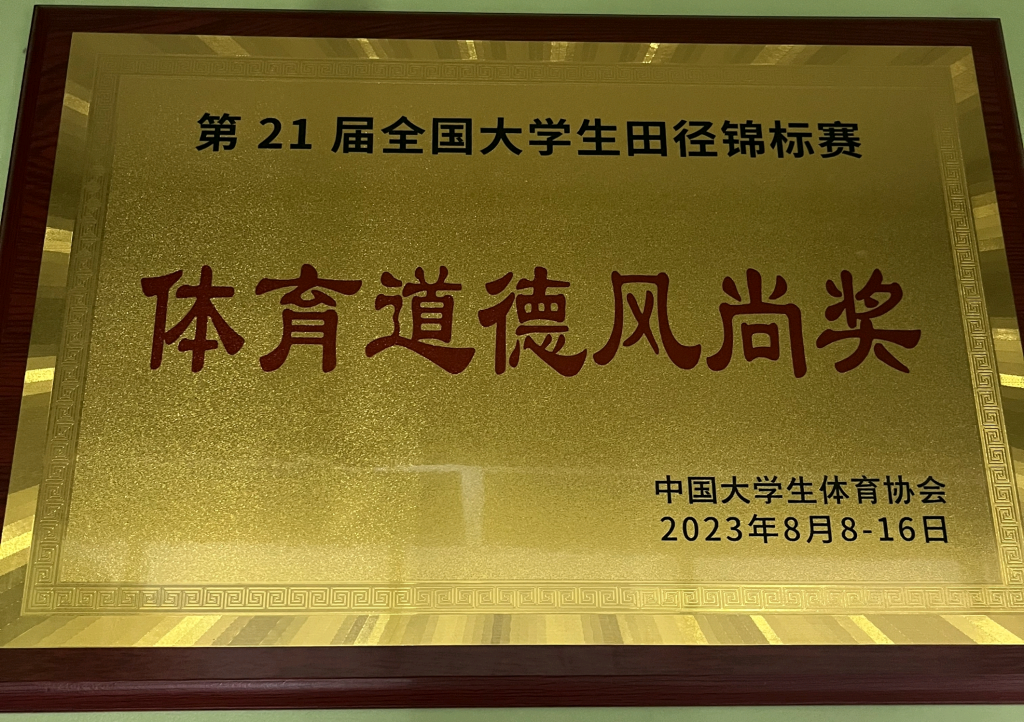 第 21 届全国大学生田径锦标赛
体育道德风尚奖
中国大学生体育协会
2023年8月8-16日